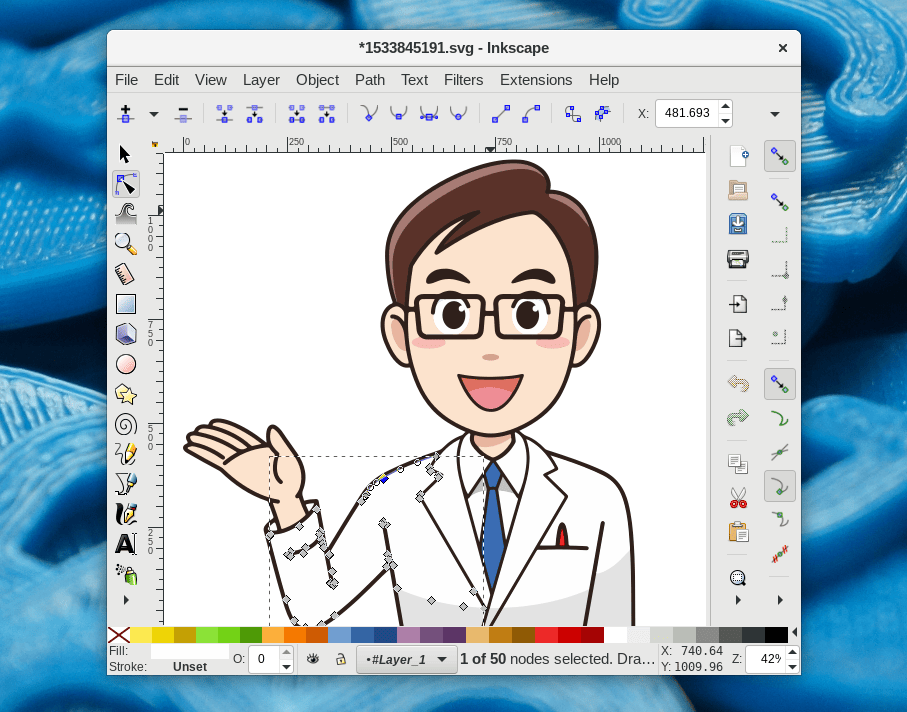 *1533845191.svg - Inkscape
File Edit View Layer Object Path Text Filters Extensions Help
X: 481.693
0 250 500 750 1000
1000
750
500
250
Fill:
Stroke: Unset
O: 0
•#Layer_1
1 of 50 nodes selected. Dra…
X: 740.64
Y: 1009.96
Z: 42%